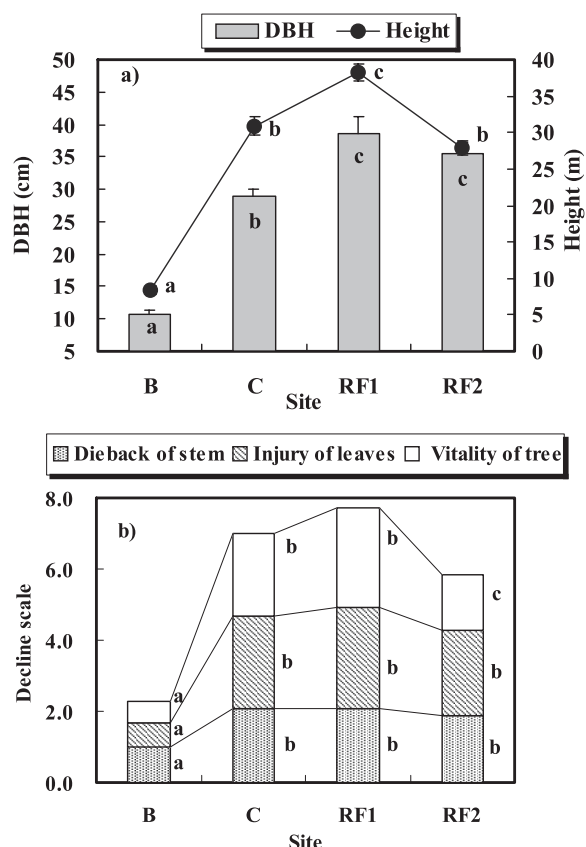 DBH Height
a)
50 40
45 35
40 30
35 25
30 20
25 15
20 10
15 5
10 0
5
DBH (cm)
Height (m)
a a
b b
c c
c b
B C RF1 RF2
Site
Dieback of stem Injury of leaves Vitality of tree
b)
8.0
6.0
4.0
2.0
0.0
Decline scale
a b b c
a b b b
a b b b
B C RF1 RF2
Site